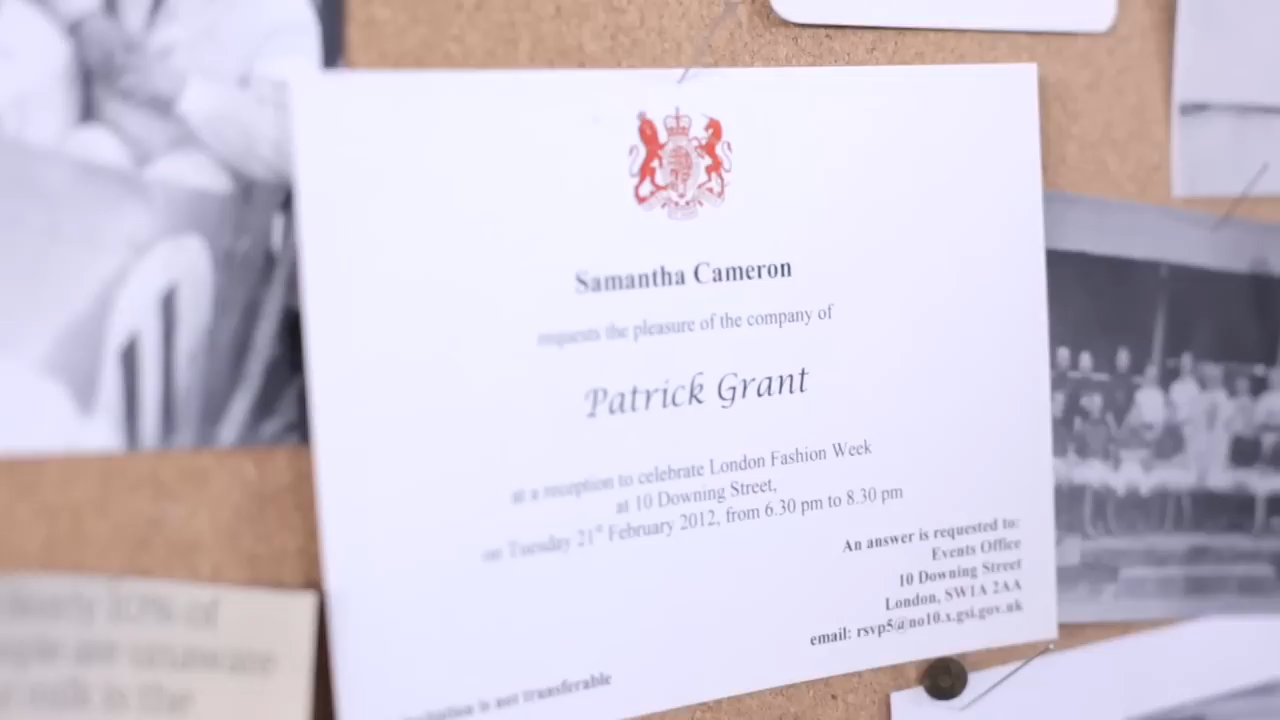 Samantha Cameron
requests the pleasure of the company of
Patrick Grant
at a reception to celebrate London Fashion Week
at 10 Downing Street,
on Tuesday 21st February 2012, from 6.30 pm to 8.30 pm
An answer is requested to:
Events Office
10 Downing Street
London, SW1A 2AA
email: rsvp5@no10.x.gsi.gov.uk
invitation is not transferable